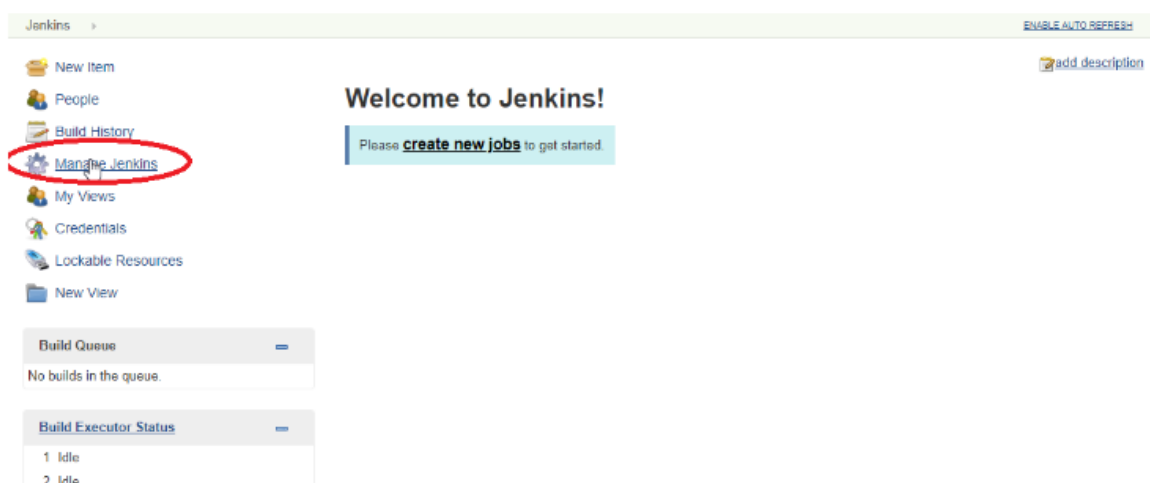 Jenkins
ENABLE AUTO REFRESH
add description
New Item
People
Build History
Manage Jenkins
My Views
Credentials
Lockable Resources
New View
Welcome to Jenkins!
Please create new jobs to get started.
Build Queue
No builds in the queue.
Build Executor Status
1 Idle
2 Idle